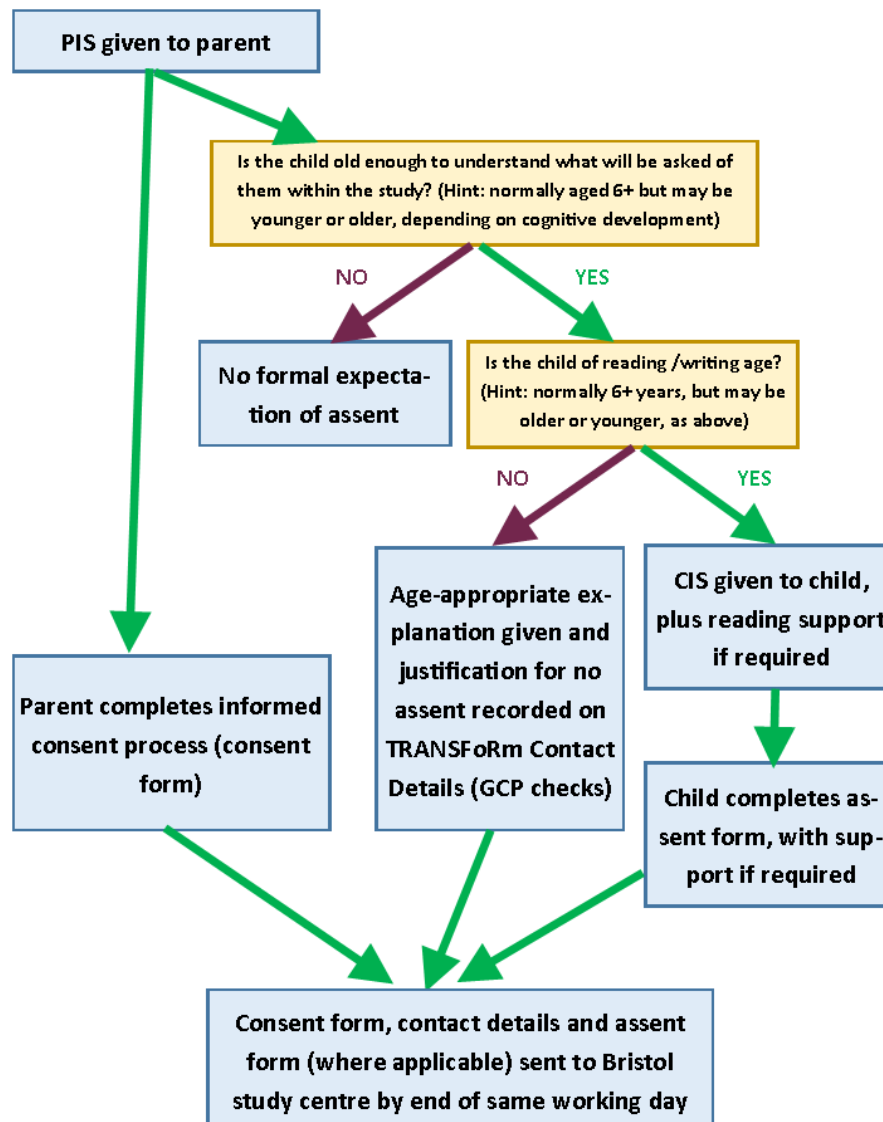 PIS given to parent
Is the child old enough to understand what will be asked of
them within the study? (Hint: normally aged 6+ but may be
younger or older, depending on cognitive development)
NO
YES
No formal expecta-
tion of assent
Is the child of reading /writing age?
(Hint: normally 6+ years, but may be
older or younger, as above)
NO
YES
Parent completes informed
consent process (consent
form)
Age-appropriate ex-
planation given and
justification for no
assent recorded on
TRANSFoRm Contact
Details (GCP checks)
CIS given to child,
plus reading support
if required
Child completes as-
sent form, with sup-
port if required
Consent form, contact details and assent
form (where applicable) sent to Bristol
study centre by end of same working day